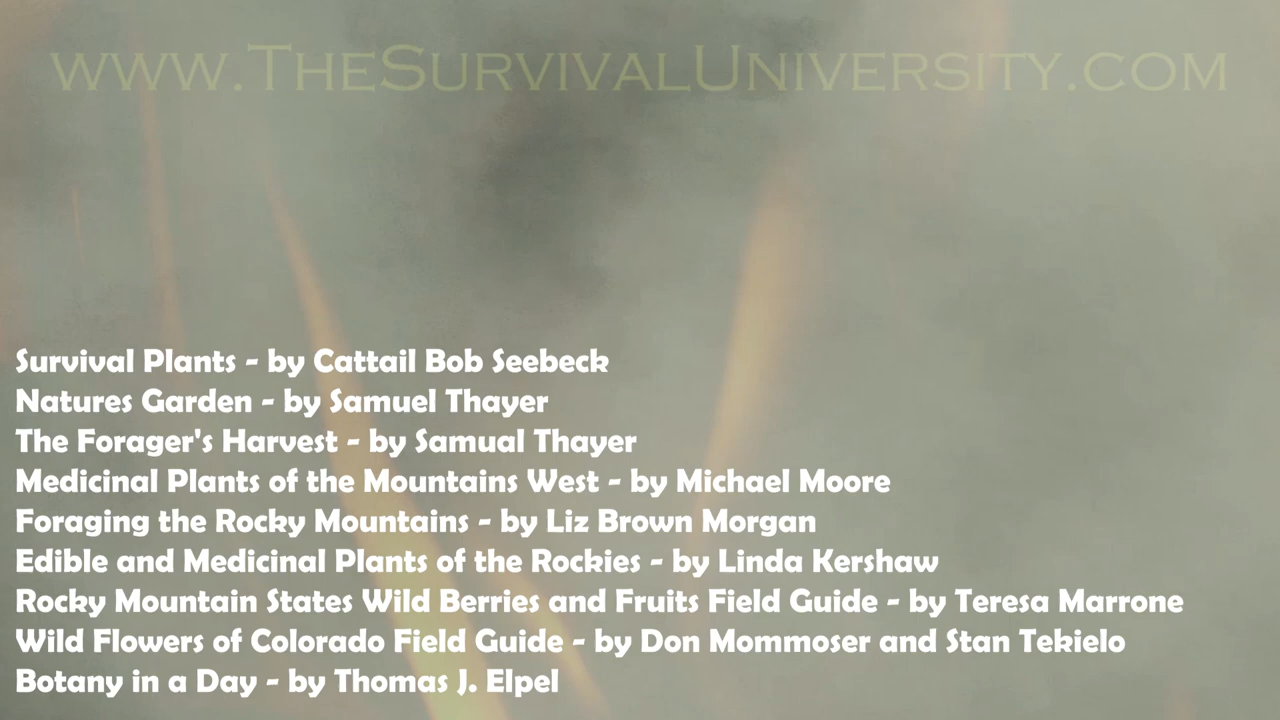 www.TheSurvivalUniversity.com
Survival Plants - by Cattail Bob Seebeck
Natures Garden - by Samuel Thayer
The Forager's Harvest - by Samual Thayer
Medicinal Plants of the Mountains West - by Michael Moore
Foraging the Rocky Mountains - by Liz Brown Morgan
Edible and Medicinal Plants of the Rockies - by Linda Kershaw
Rocky Mountain States Wild Berries and Fruits Field Guide - by Teresa Marrone
Wild Flowers of Colorado Field Guide - by Don Mommoser and Stan Tekielo
Botany in a Day - by Thomas J. Elpel